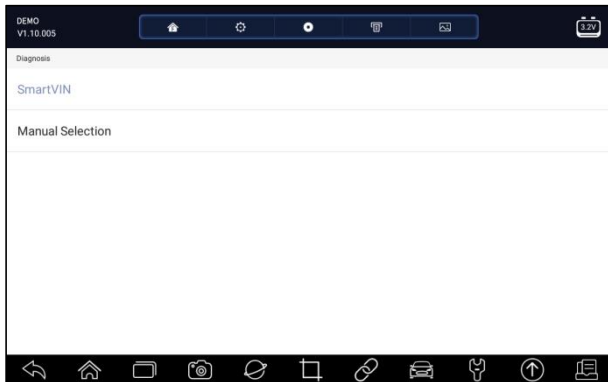 DEMO
V1.10.005
3.2V
Diagnosis
SmartVIN
Manual Selection